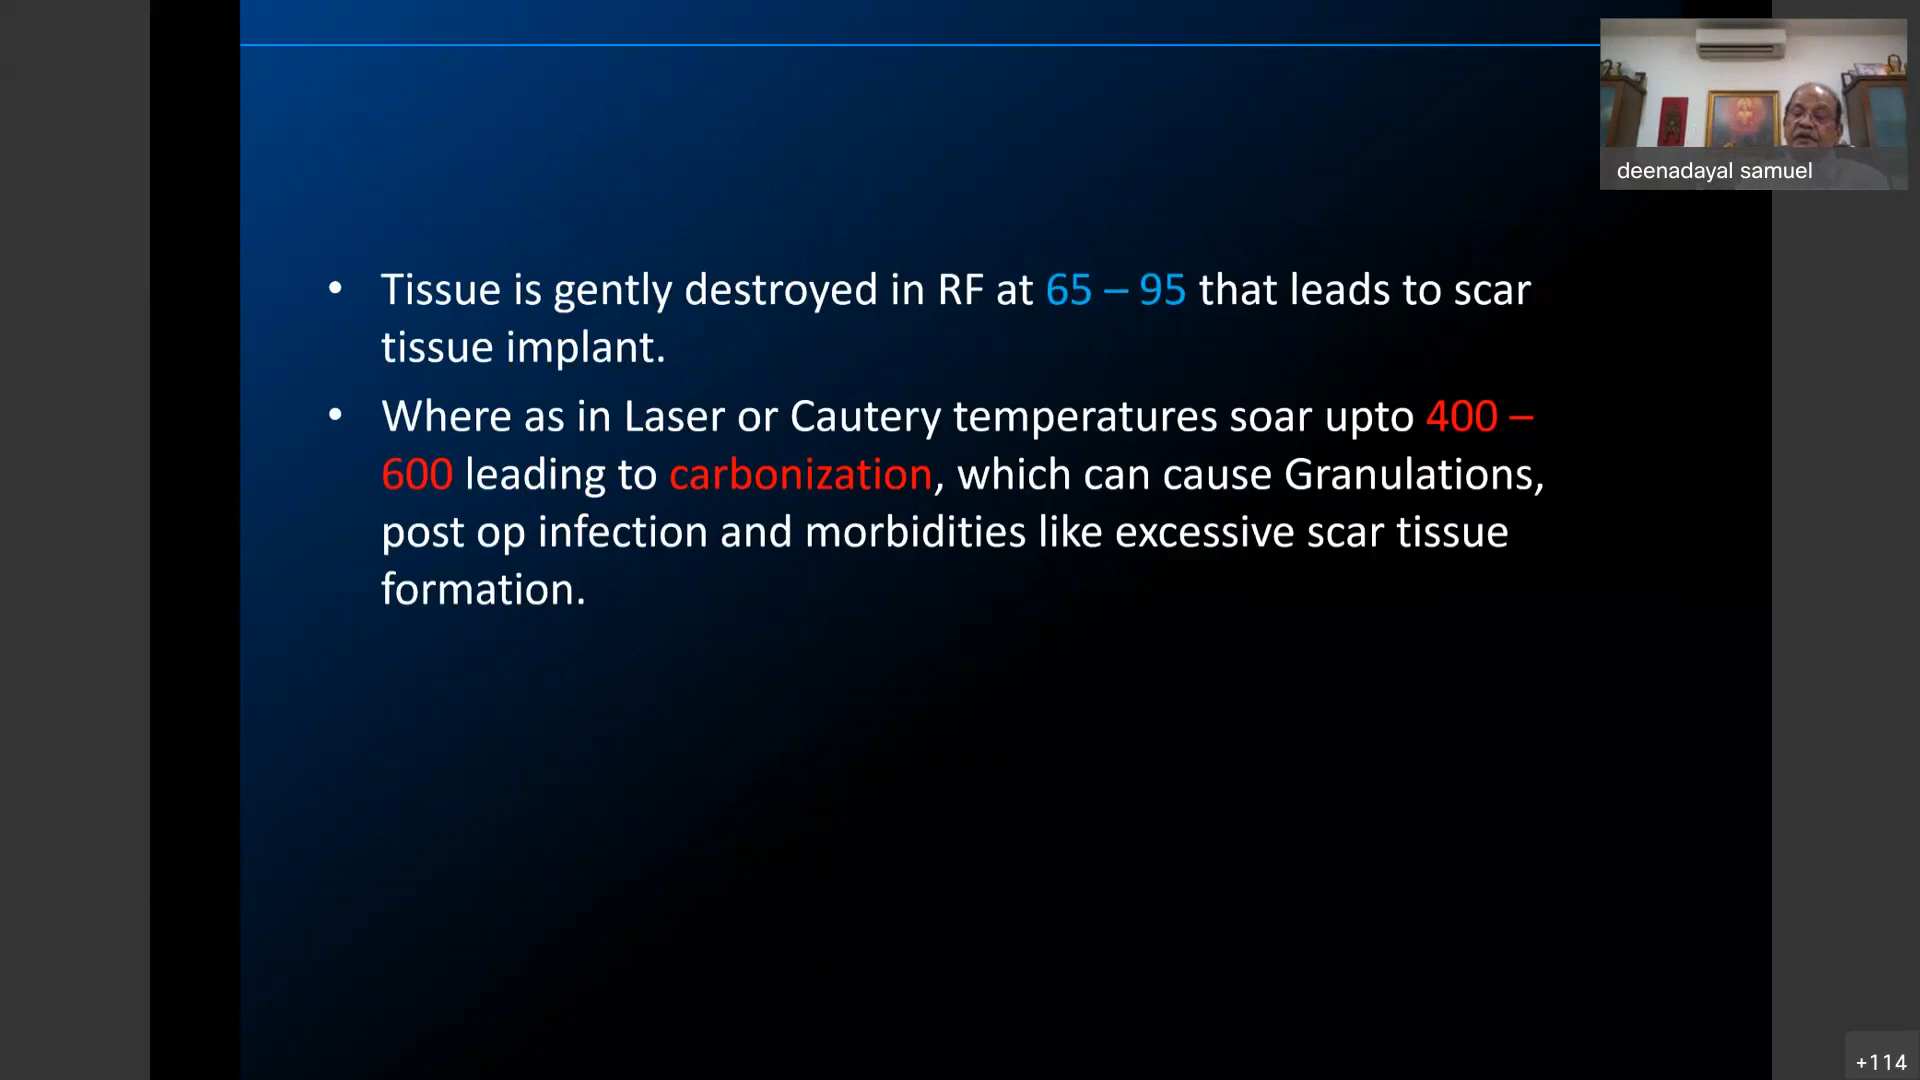 deenadayal samuel
• Tissue is gently destroyed in RF at 65 – 95 that leads to scar
tissue implant.
• Where as in Laser or Cautery temperatures soar upto 400 –
600 leading to carbonization, which can cause Granulations,
post op infection and morbidities like excessive scar tissue
formation.
+114